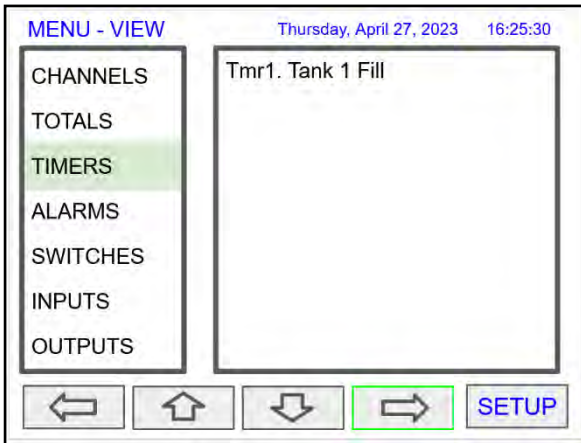 MENU - VIEW
Thursday, April 27, 2023 16:25:30
CHANNELS
TOTALS
TIMERS
ALARMS
SWITCHES
INPUTS
OUTPUTS
Tmr1. Tank 1 Fill
SETUP